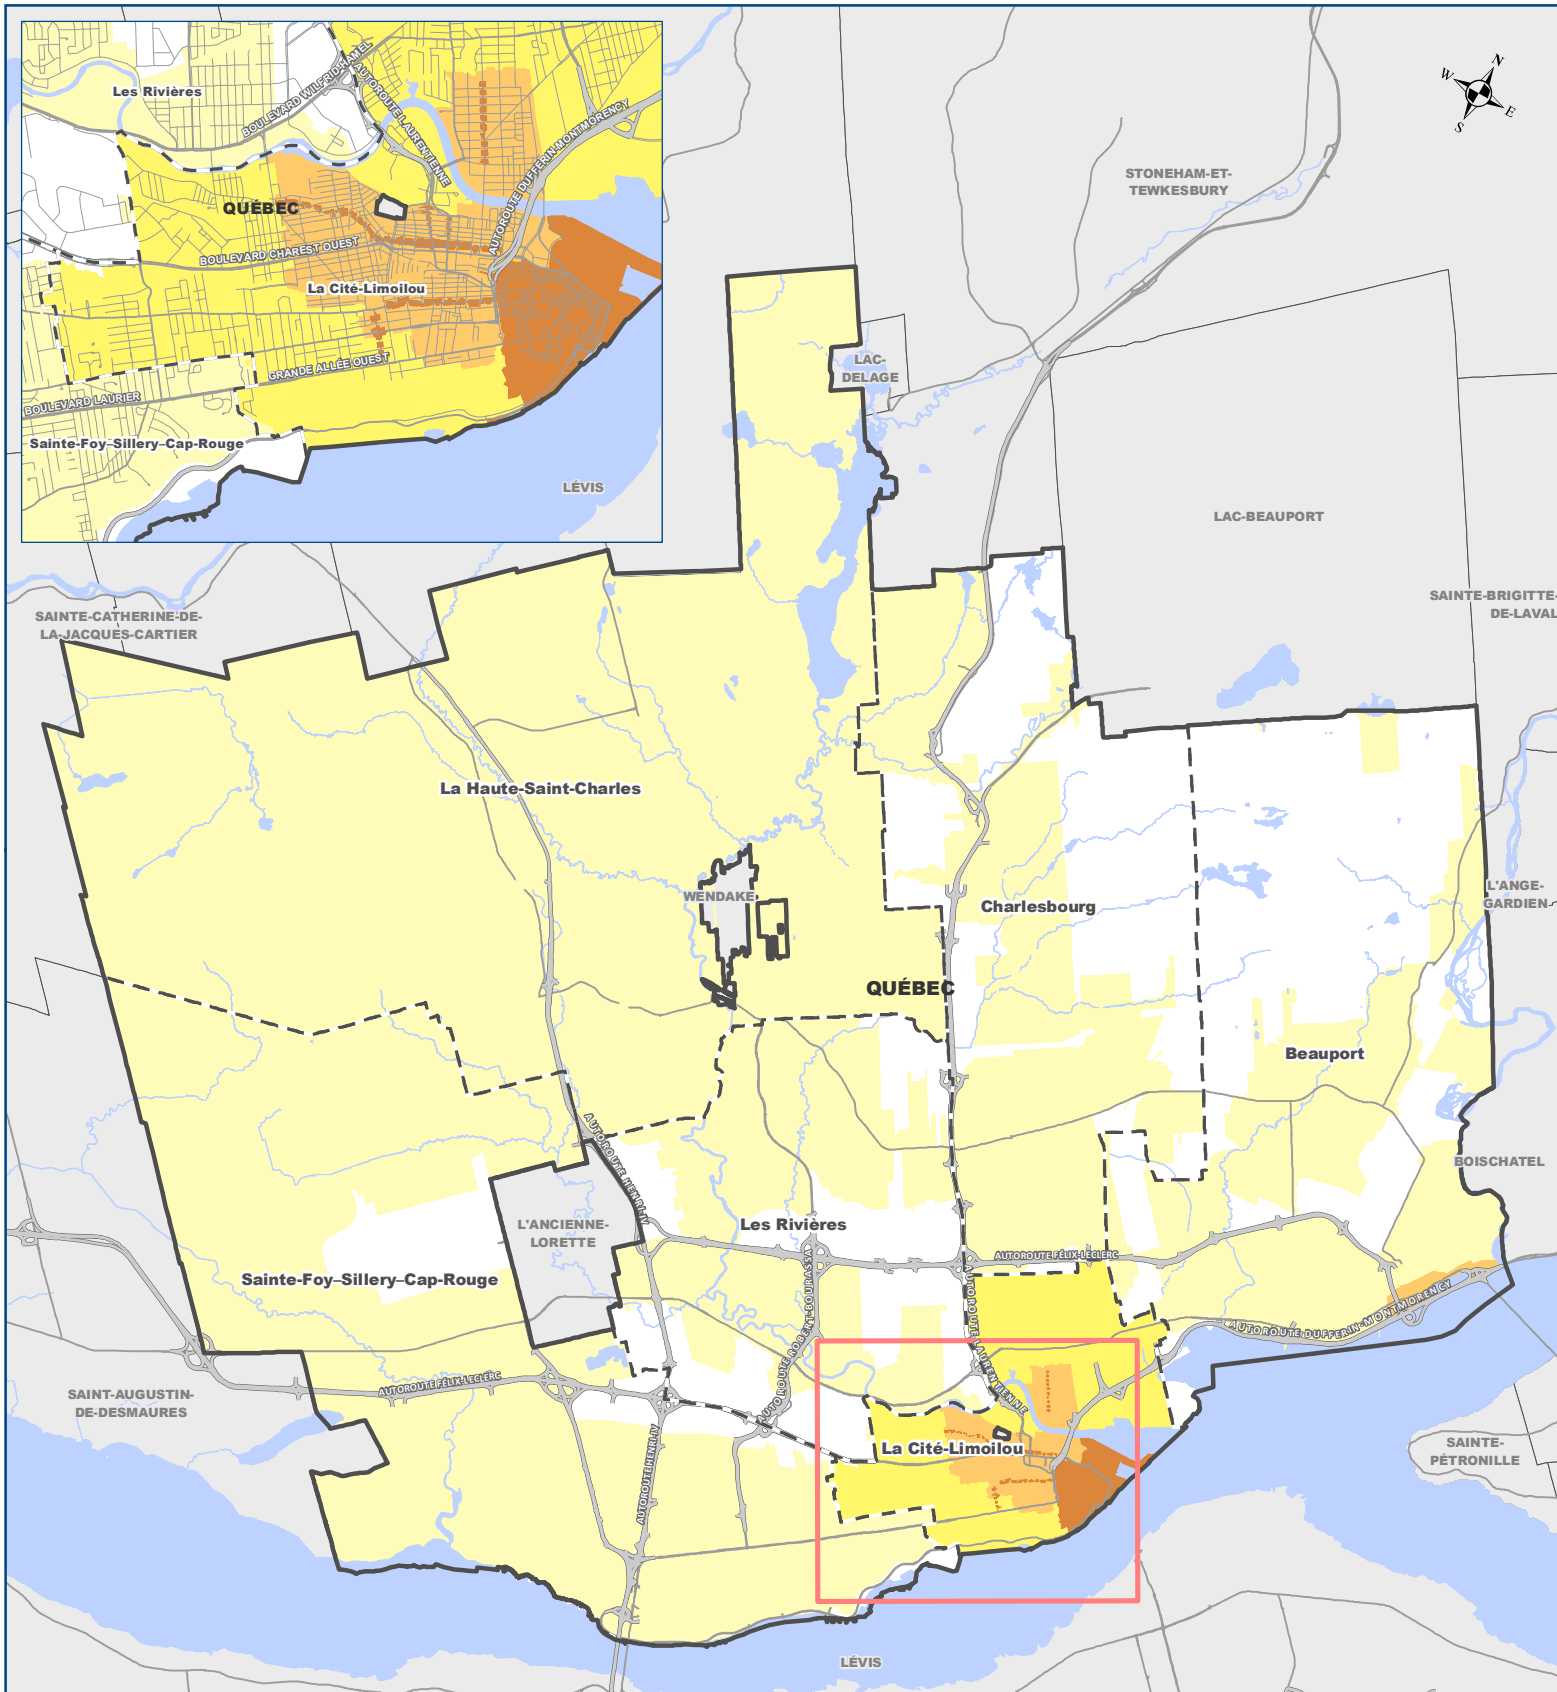 Les Rivières
BOULEVARD WILFRID-HAMEL
AUTOROUTE LAURENTIENNE
AUTOROUTE DUFFERIN-MONTMORENCY
QUÉBEC
BOULEVARD CHAREST OUEST
La Cité-Limoilou
GRANDE ALLÉE OUEST
BOULEVARD LAURIER
Sainte-Foy–Sillery–Cap-Rouge
LÉVIS
N
W
E
S
STONEHAM-ET-
TEWKESBURY
LAC-
DELAGE
LAC-BEAUPORT
SAINTE-BRIGITTE-
DE-LAVAL
SAINTE-CATHERINE-DE-
LA-JACQUES-CARTIER
La Haute-Saint-Charles
WENDAKE
Charlesbourg
L'ANGE-
GARDIEN
QUÉBEC
Beauport
BOISCHATEL
AUTOROUTE HENRI-IV
L'ANCIENNE-
LORETTE
Les Rivières
AUTOROUTE FÉLIX-LECLERC
Sainte-Foy–Sillery–Cap-Rouge
AUTOROUTE ROBERT-BOURASSA
AUTOROUTE LAURENTIENNE
AUTOROUTE DUFFERIN-MONTMORENCY
SAINT-AUGUSTIN-
DE-DESMAURES
AUTOROUTE FÉLIX-LECLERC
AUTOROUTE HENRI-IV
La Cité-Limoilou
SAINTE-
PÉTRONILLE
LÉVIS